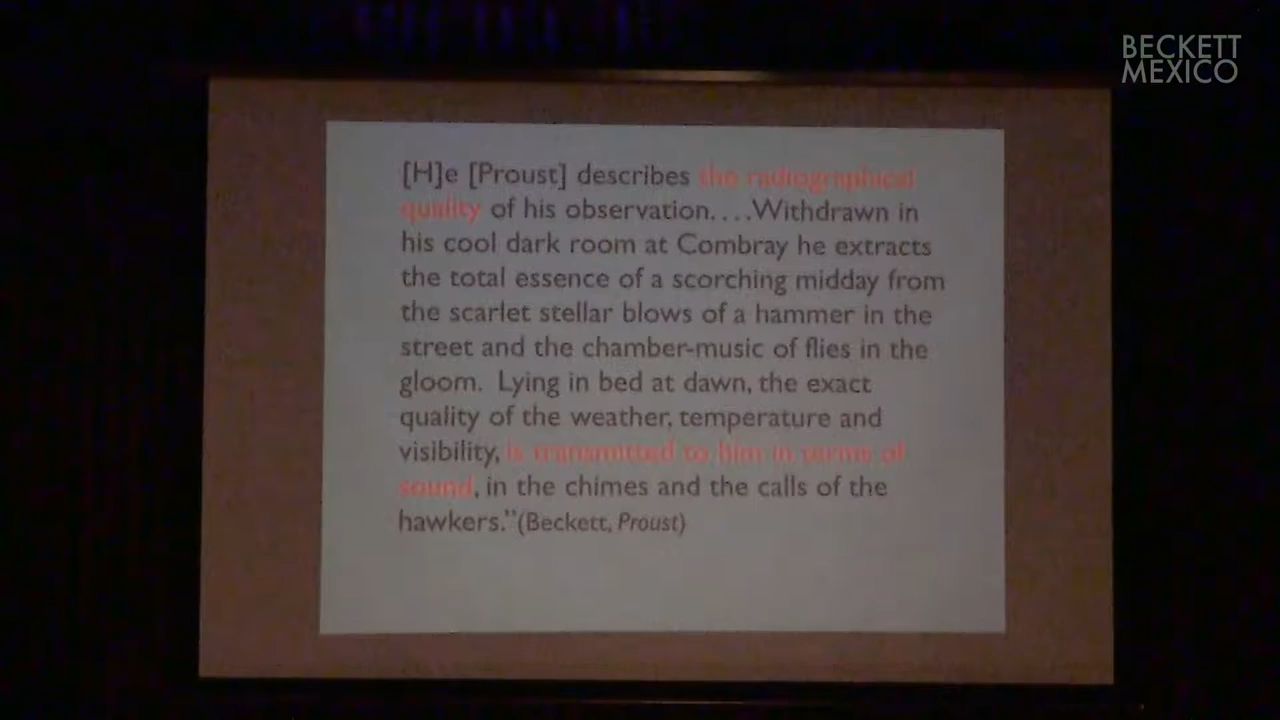 BECKETT
MEXICO
[H]e [Proust] describes the radiographical
quality of his observation. . . .Withdrawn in
his cool dark room at Combray he extracts
the total essence of a scorching midday from
the scarlet stellar blows of a hammer in the
street and the chamber-music of flies in the
gloom.  Lying in bed at dawn, the exact
quality of the weather, temperature and
visibility, is transmitted to him in terms of
sound, in the chimes and the calls of the
hawkers.”(Beckett, Proust)